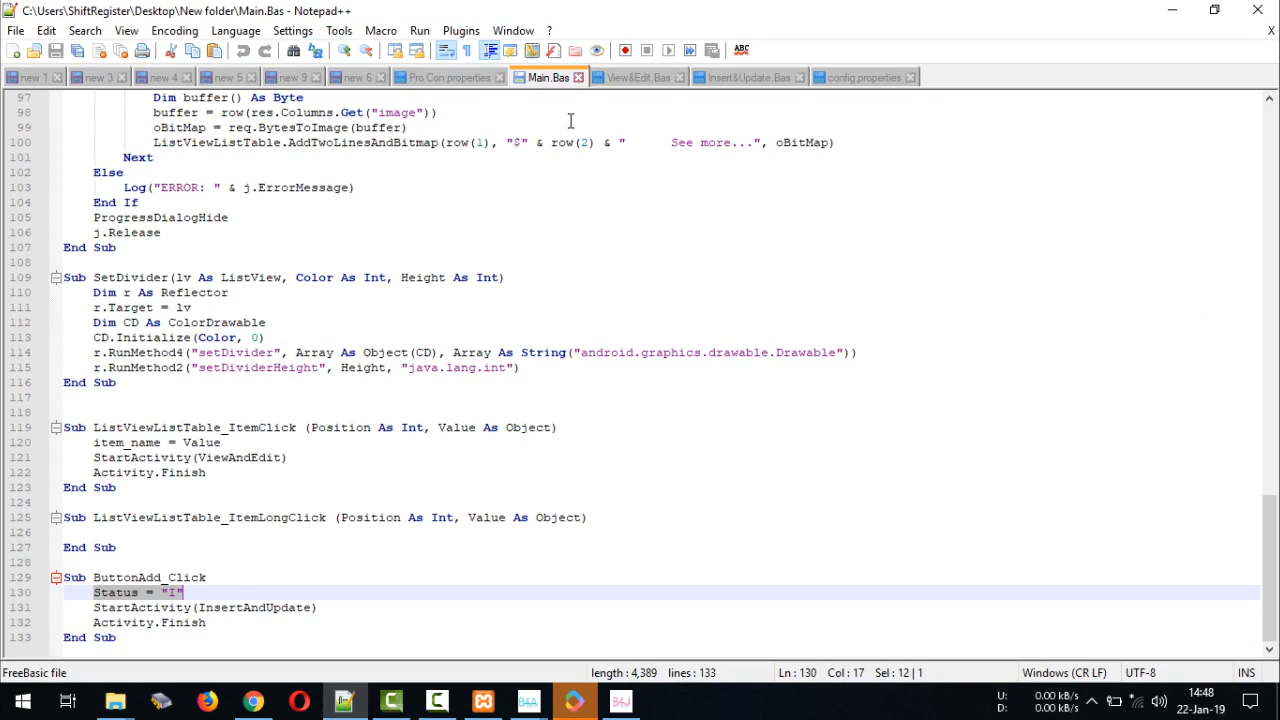 C:\Users\ShiftRegister\Desktop\New folder\Main.Bas - Notepad++
File Edit Search View Encoding Language Settings Tools Macro Run Plugins Window ?
new 1 new 3 new 4 new 5 new 9 new 6 Pro Con.properties Main.Bas View&Edit.Bas Insert&Update.Bas config.properties
97 Dim buffer() As Byte
98 buffer = row(res.Columns.Get("image"))
99 oBitMap = req.BytesToImage(buffer)
100 ListViewListTable.AddTwoLinesAndBitmap(row(1), "$" & row(2) & "      See more...", oBitMap)
101 Next
102 Else
103 Log("ERROR: " & j.ErrorMessage)
104 End If
105 ProgressDialogHide
106 j.Release
107 End Sub
108
109 Sub SetDivider(lv As ListView, Color As Int, Height As Int)
110 Dim r As Reflector
111 r.Target = lv
112 Dim CD As ColorDrawable
113 CD.Initialize(Color, 0)
114 r.RunMethod4("setDivider", Array As Object(CD), Array As String("android.graphics.drawable.Drawable"))
115 r.RunMethod2("setDividerHeight", Height, "java.lang.int")
116 End Sub
117
118
119 Sub ListViewListTable_ItemClick (Position As Int, Value As Object)
120 item_name = Value
121 StartActivity(ViewAndEdit)
122 Activity.Finish
123 End Sub
124
125 Sub ListViewListTable_ItemLongClick (Position As Int, Value As Object)
126
127 End Sub
128
129 Sub ButtonAdd_Click
130 Status = "I"
131 StartActivity(InsertAndUpdate)
132 Activity.Finish
133 End Sub
FreeBasic file length : 4,389 lines : 133 Ln : 130 Col : 17 Sel : 12 | 1 Windows (CR LF) UTF-8 INS
B4A B4J U: 0.00 kB/s 14:48
D: 0.00 kB/s 22-Jan-19